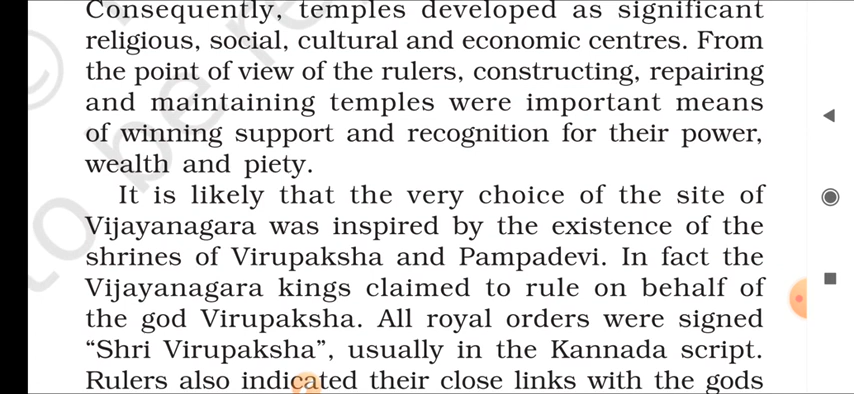 Consequently, temples developed as significant
religious, social, cultural and economic centres. From
the point of view of the rulers, constructing, repairing
and maintaining temples were important means
of winning support and recognition for their power,
wealth and piety.
It is likely that the very choice of the site of
Vijayanagara was inspired by the existence of the
shrines of Virupaksha and Pampadevi. In fact the
Vijayanagara kings claimed to rule on behalf of
the god Virupaksha. All royal orders were signed
“Shri Virupaksha”, usually in the Kannada script.
Rulers also indicated their close links with the gods